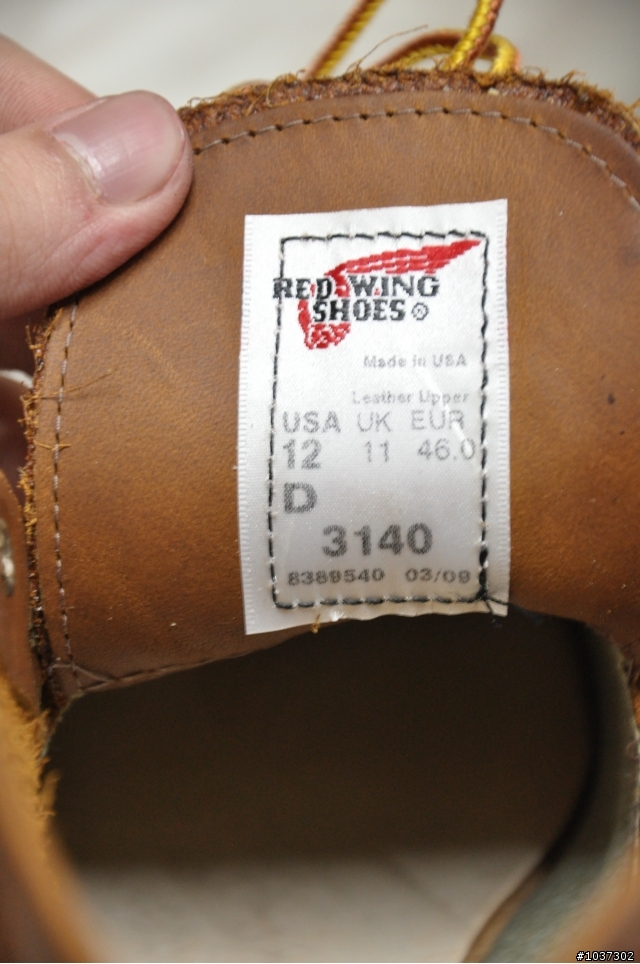 RED WING
SHOES ®
Made in USA
Leather Upper
USA UK EUR
12 11 46.0
D
3140
8389540 03/09
#1037302